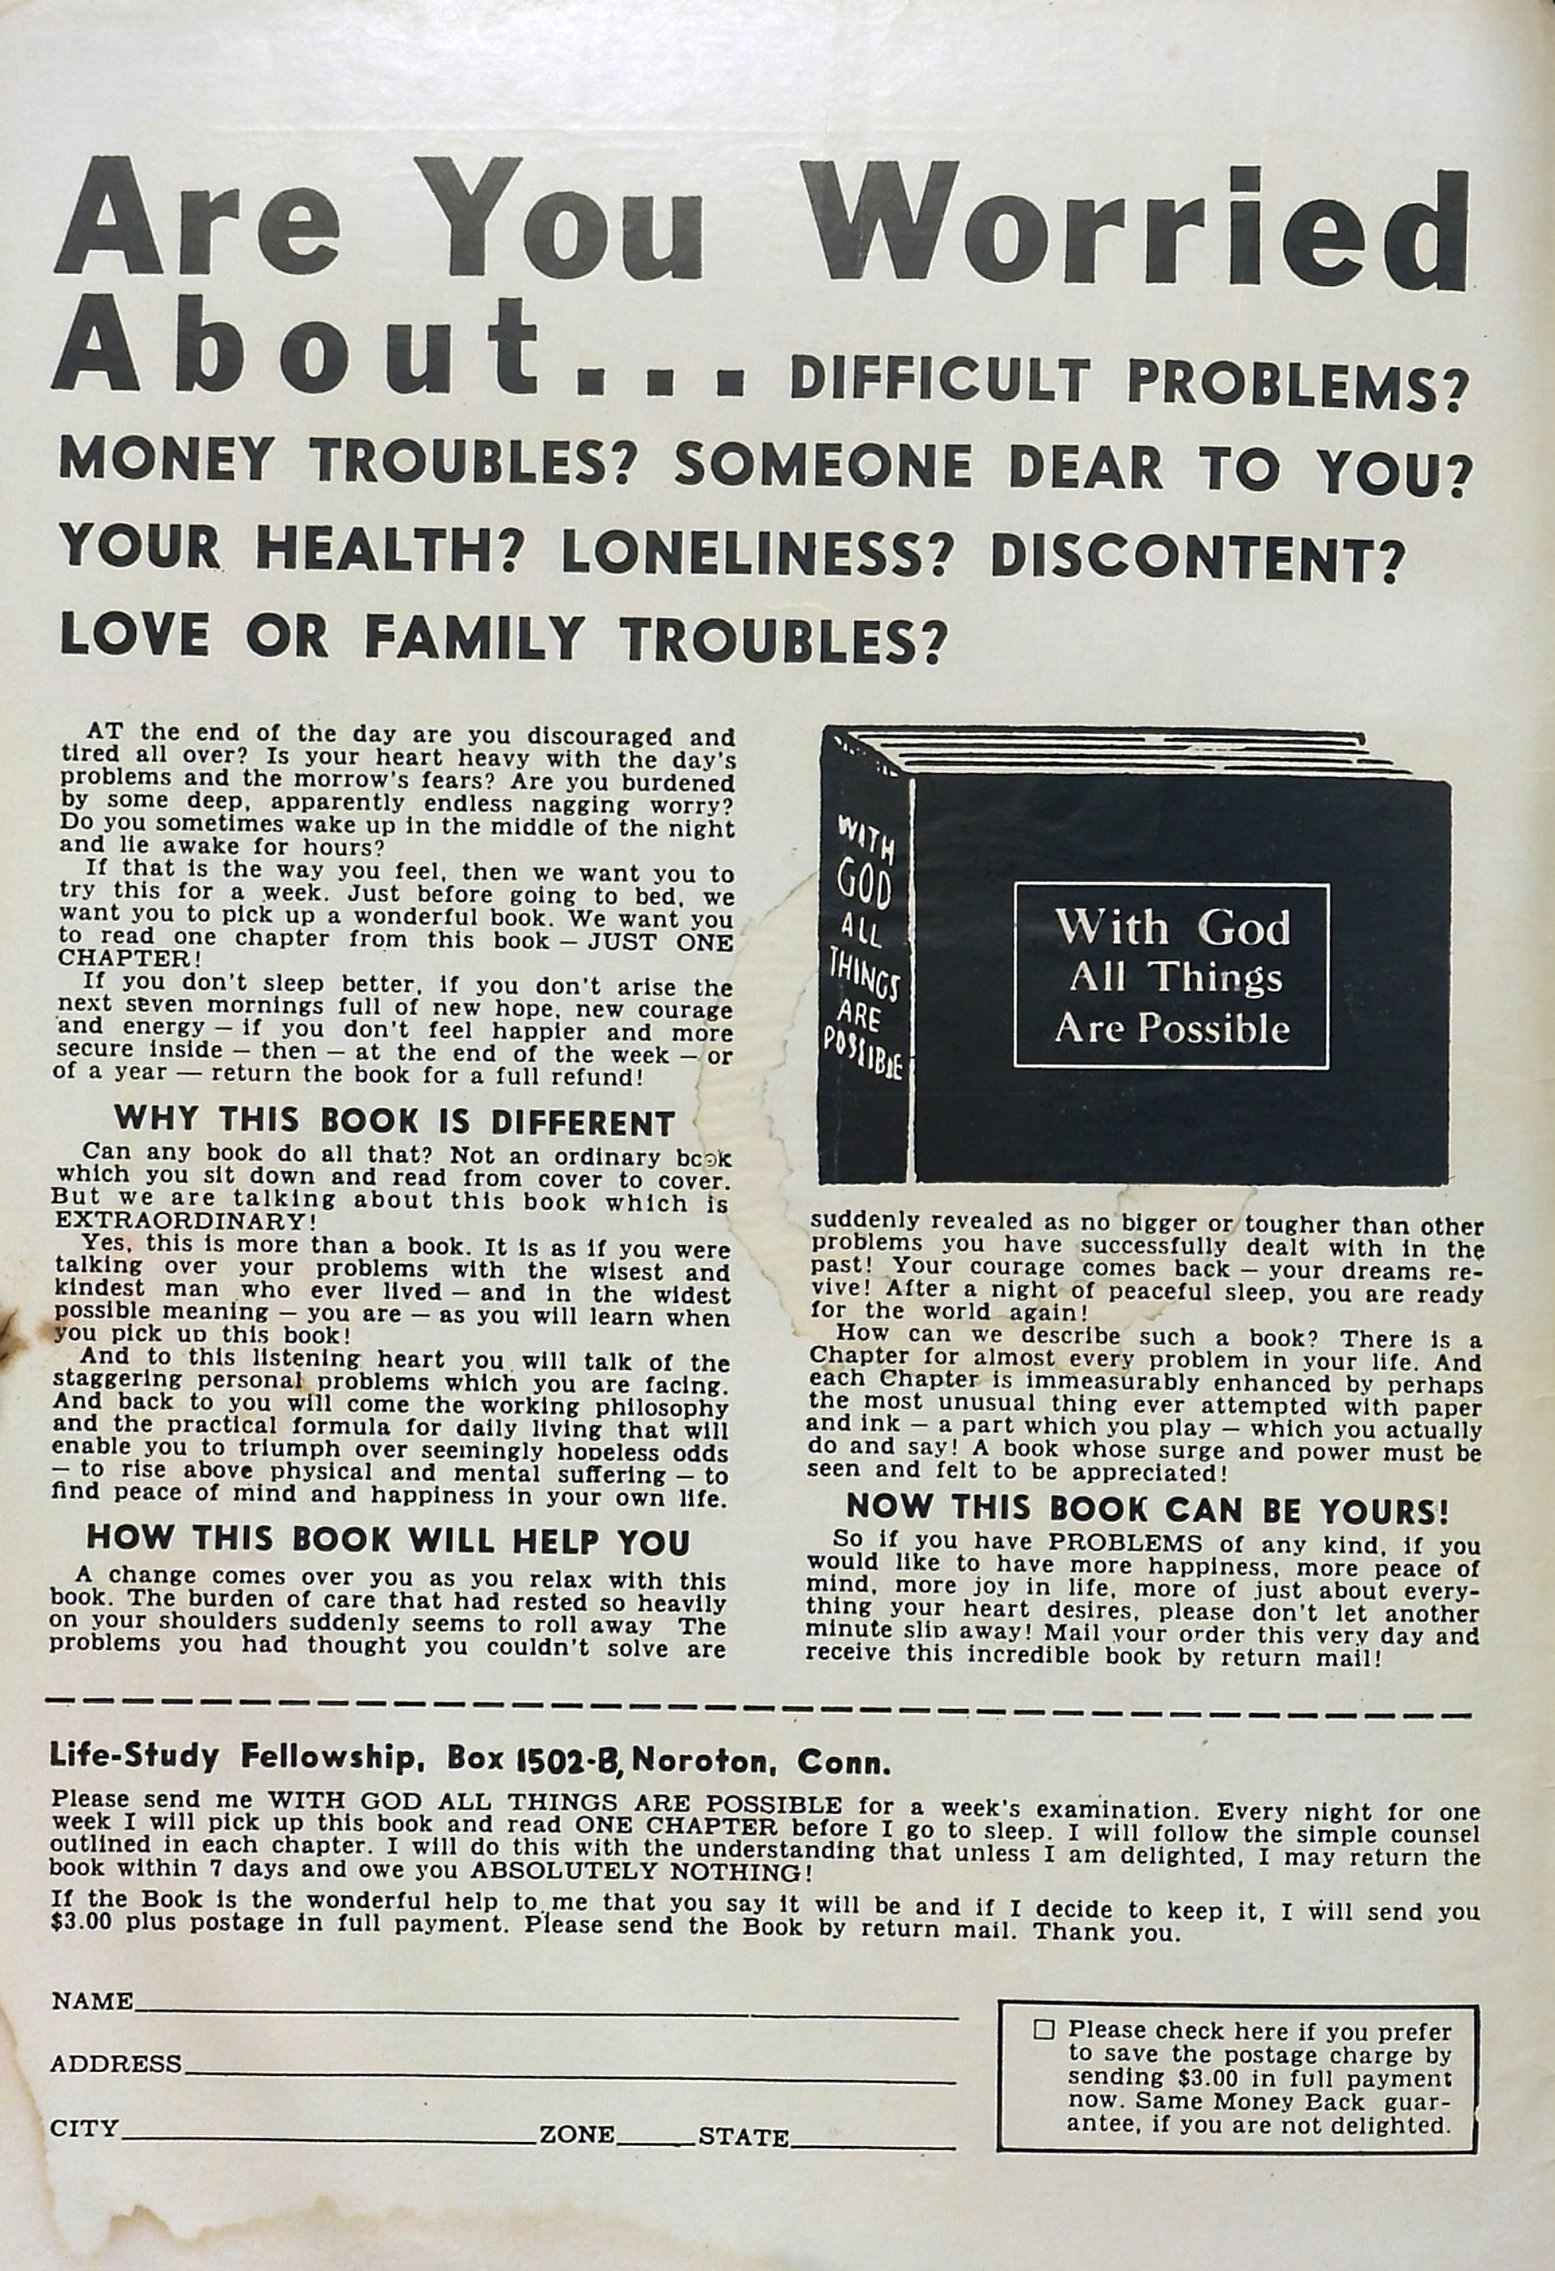 Are You Worried
About... DIFFICULT PROBLEMS?
MONEY TROUBLES? SOMEONE DEAR TO YOU?
YOUR HEALTH? LONELINESS? DISCONTENT?
LOVE OR FAMILY TROUBLES?
AT the end of the day are you discouraged and
tired all over? Is your heart heavy with the day's
problems and the morrow's fears? Are you burdened
by some deep, apparently endless nagging worry?
Do you sometimes wake up in the middle of the night
and lie awake for hours?
If that is the way you feel, then we want you to
try this for a week. Just before going to bed, we
want you to pick up a wonderful book. We want you
to read one chapter from this book — JUST ONE
CHAPTER!
If you don't sleep better, if you don't arise the
next seven mornings full of new hope, new courage
and energy — if you don't feel happier and more
secure inside — then — at the end of the week — or
of a year — return the book for a full refund!
WHY THIS BOOK IS DIFFERENT
Can any book do all that? Not an ordinary book
which you sit down and read from cover to cover.
But we are talking about this book which is
EXTRAORDINARY!
Yes, this is more than a book. It is as if you were
talking over your problems with the wisest and
kindest man who ever lived — and in the widest
possible meaning — you are — as you will learn when
you pick up this book!
And to this listening heart you will talk of the
staggering personal problems which you are facing.
And back to you will come the working philosophy
and the practical formula for daily living that will
enable you to triumph over seemingly hopeless odds
— to rise above physical and mental suffering — to
find peace of mind and happiness in your own life.
HOW THIS BOOK WILL HELP YOU
A change comes over you as you relax with this
book. The burden of care that had rested so heavily
on your shoulders suddenly seems to roll away The
problems you had thought you couldn't solve are
WITH
GOD
ALL
THINGS
ARE
POSSIBLE
With God
All Things
Are Possible
suddenly revealed as no bigger or tougher than other
problems you have successfully dealt with in the
past! Your courage comes back — your dreams re-
vive! After a night of peaceful sleep, you are ready
for the world again!
How can we describe such a book? There is a
Chapter for almost every problem in your life. And
each Chapter is immeasurably enhanced by perhaps
the most unusual thing ever attempted with paper
and ink — a part which you play — which you actually
do and say! A book whose surge and power must be
seen and felt to be appreciated!
NOW THIS BOOK CAN BE YOURS!
So if you have PROBLEMS of any kind, if you
would like to have more happiness, more peace of
mind, more joy in life, more of just about every-
thing your heart desires, please don't let another
minute slip away! Mail your order this very day and
receive this incredible book by return mail!
Life-Study Fellowship, Box 1502-B, Noroton, Conn.
Please send me WITH GOD ALL THINGS ARE POSSIBLE for a week's examination. Every night for one
week I will pick up this book and read ONE CHAPTER before I go to sleep. I will follow the simple counsel
outlined in each chapter. I will do this with the understanding that unless I am delighted, I may return the
book within 7 days and owe you ABSOLUTELY NOTHING!
If the Book is the wonderful help to me that you say it will be and if I decide to keep it, I will send you
$3.00 plus postage in full payment. Please send the Book by return mail. Thank you.
NAME
ADDRESS
CITY ZONE STATE
☐ Please check here if you prefer
to save the postage charge by
sending $3.00 in full payment
now. Same Money Back guar-
antee, if you are not delighted.